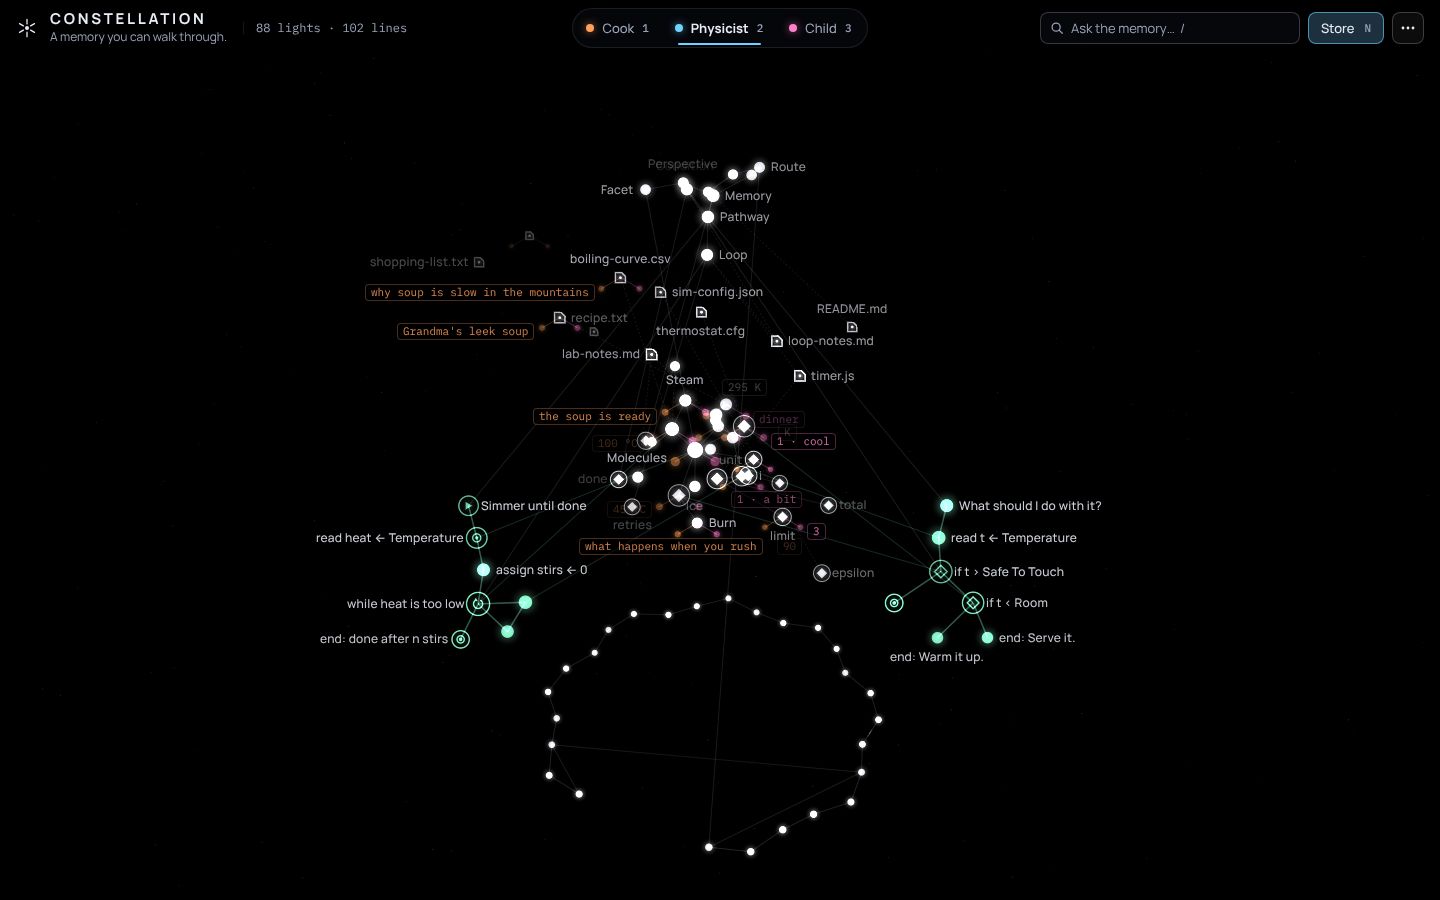 CONSTELLATION
A memory you can walk through.
88 lights · 102 lines
Cook 1
Physicist 2
Child 3
Ask the memory… /
Store N
Perspective
Route
Facet
Memory
Pathway
Loop
shopping-list.txt
boiling-curve.csv
why soup is slow in the mountains
sim-config.json
README.md
recipe.txt
Grandma's leek soup
thermostat.cfg
loop-notes.md
lab-notes.md
timer.js
Steam
295 K
the soup is ready
dinner
K
100 °C
1 · cool
Molecules
unit
done
1 · a bit
Ice
total
retries
Burn
limit
3
what happens when you rush
90
epsilon
Simmer until done
read heat ← Temperature
assign stirs ← 0
while heat is too low
end: done after n stirs
What should I do with it?
read t ← Temperature
if t › Safe To Touch
if t ‹ Room
end: Serve it.
end: Warm it up.